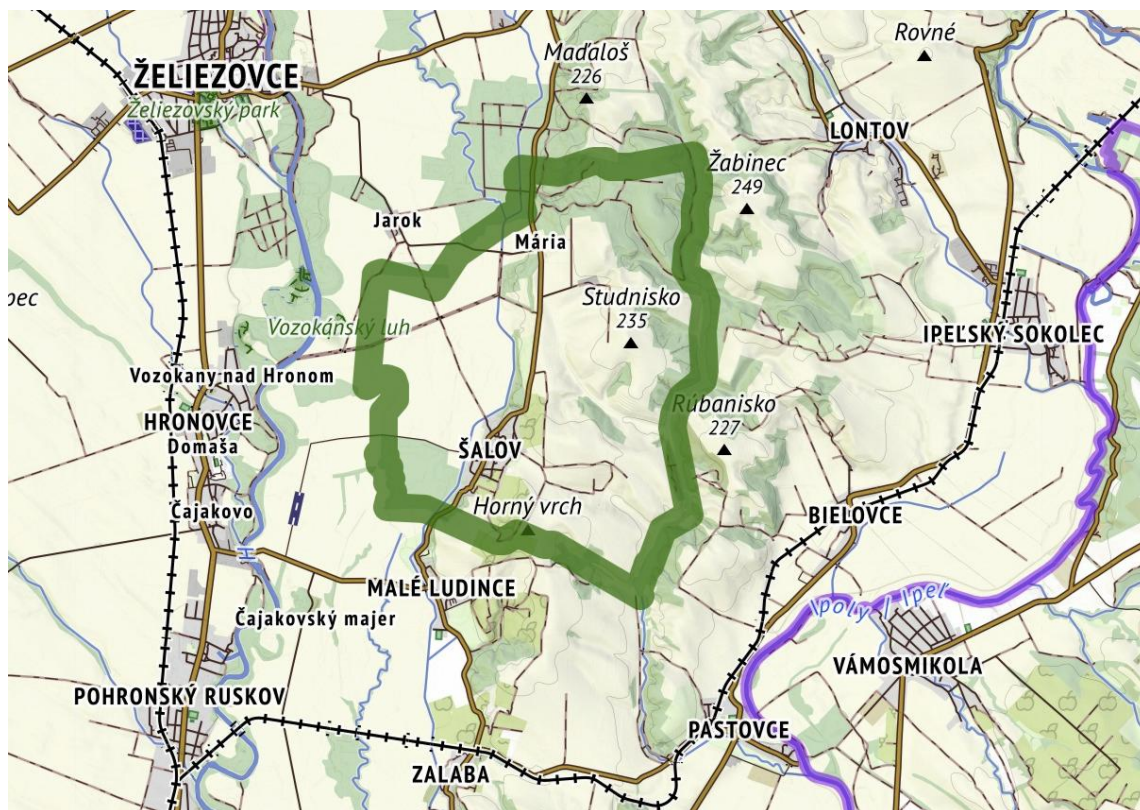 Maďaloš
226
Rovné
ŽELIEZOVCE
Želiezovský park
LONTOV
Žabinec
249
Jarok
Mária
Studnisko
235
pec
Vozokánský luh
IPEĽSKÝ SOKOLEC
Vozokany nad Hronom
Rúbanisko
227
HRONOVCE
Domaša
ŠALOV
Horný vrch
Čajakovo
BIELOVCE
MALÉ LUDINCE
Ipoly / Ipeľ
Čajakovský majer
VÁMOSMIKOLA
POHRONSKÝ RUSKOV
PASTOVCE
ZALABA